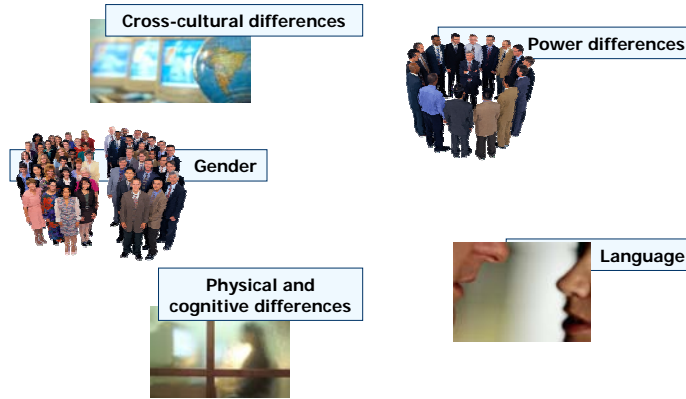 Cross-cultural differences
Power differences
Gender
Language
Physical and
cognitive differences